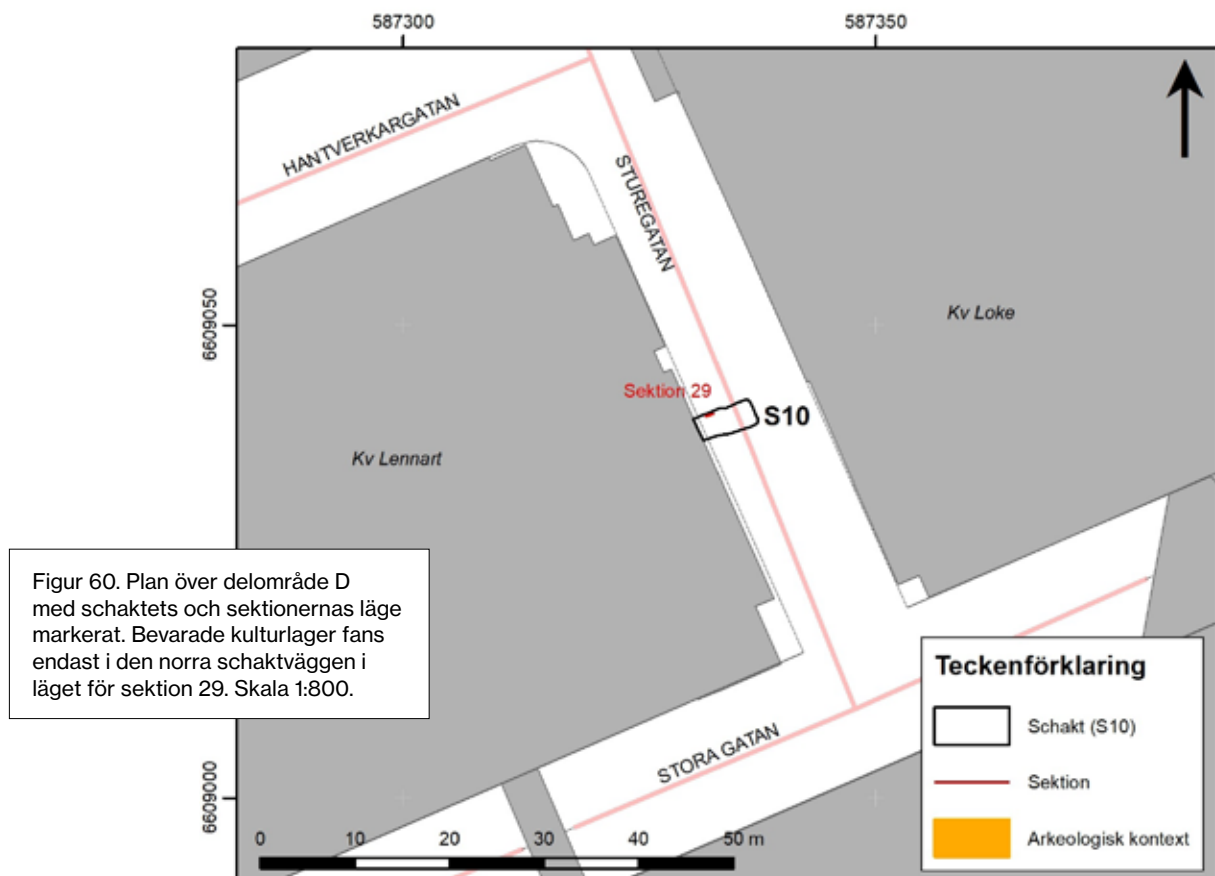 587300
587350
HANTVERKARGATAN
STUREGATAN
6609050
Kv Loke
Sektion 29
S10
Kv Lennart
Figur 60. Plan över delområde D
med schaktets och sektionernas läge
markerat. Bevarade kulturlager fans
endast i den norra schaktväggen i
läget för sektion 29. Skala 1:800.
Teckenförklaring
Schakt (S10)
Sektion
Arkeologisk kontext
STORA GATAN
6609000
0 10 20 30 40 50 m